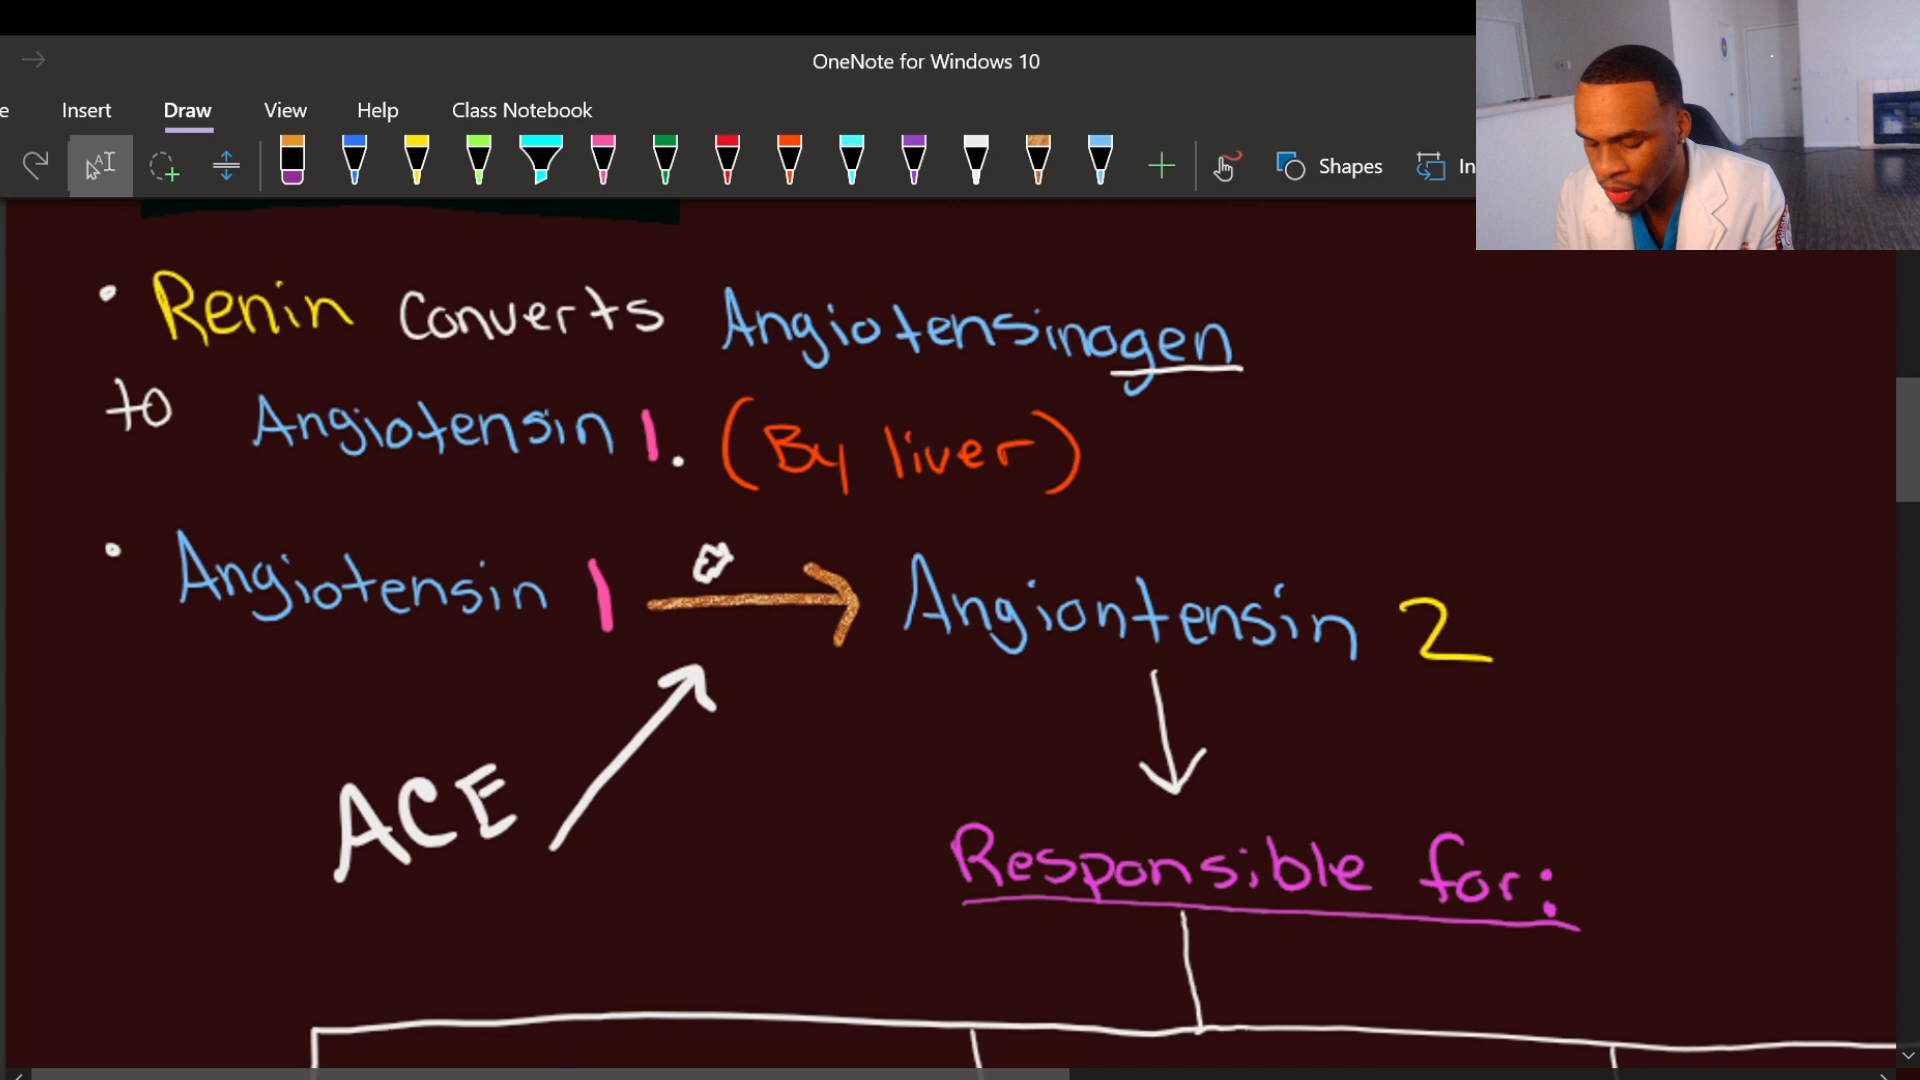 OneNote for Windows 10
e Insert Draw View Help Class Notebook
Shapes In
• Renin Converts Angiotensinogen
to Angiotensin 1. (By liver)
• Angiotensin 1 → Angiontensin 2
ACE
Responsible for: